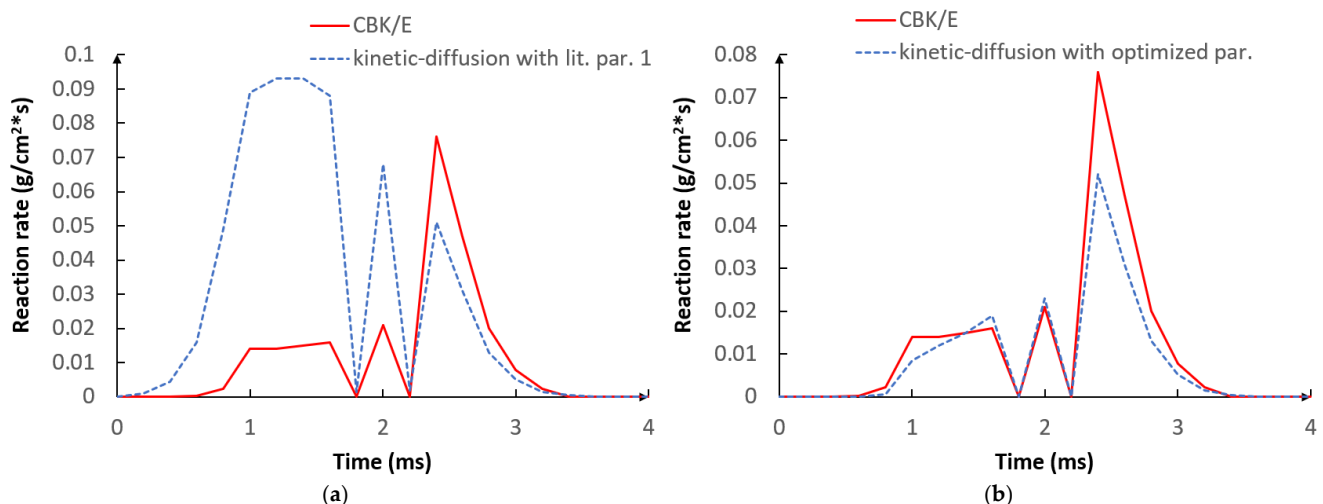 CBK/E
kinetic-diffusion with lit. par. 1
Reaction rate (g/cm²*s)
0.1
0.09
0.08
0.07
0.06
0.05
0.04
0.03
0.02
0.01
0
0 1 2 3 4
Time (ms)
(a)
CBK/E
kinetic-diffusion with optimized par.
Reaction rate (g/cm²*s)
0.08
0.07
0.06
0.05
0.04
0.03
0.02
0.01
0
0 1 2 3 4
Time (ms)
(b)